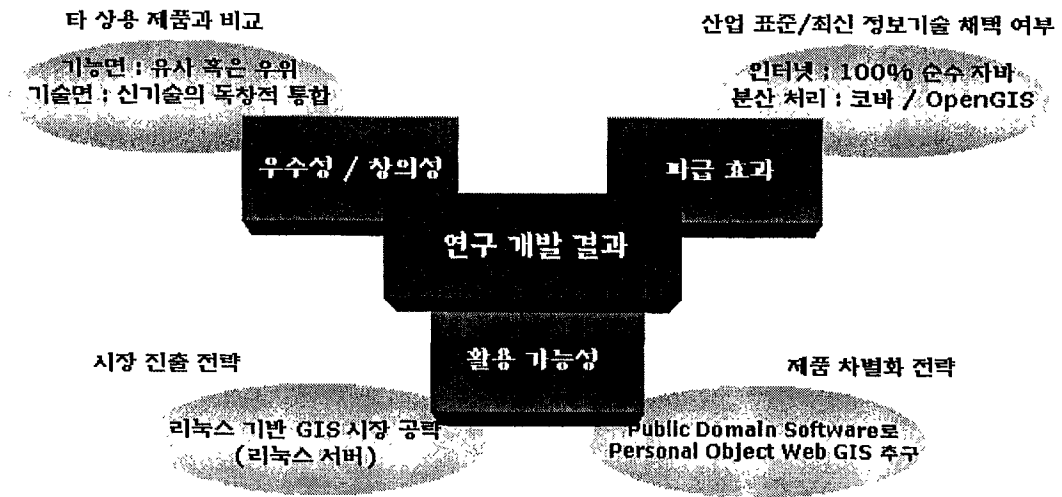 타 상용 제품과 비교
기능면 : 유사 혹은 우위
기술면 : 신기술의 독창적 통합
산업 표준/최신 정보기술 채택 여부
인터넷 : 100% 순수 자바
분산 처리 : 코바 / OpenGIS
우수성 / 창의성
파급 효과
연구 개발 결과
활용 가능성
시장 진출 전략
리눅스 기반 GIS 시장 공략
(리눅스 서버)
제품 차별화 전략
Public Domain Software로
Personal Object Web GIS 추구